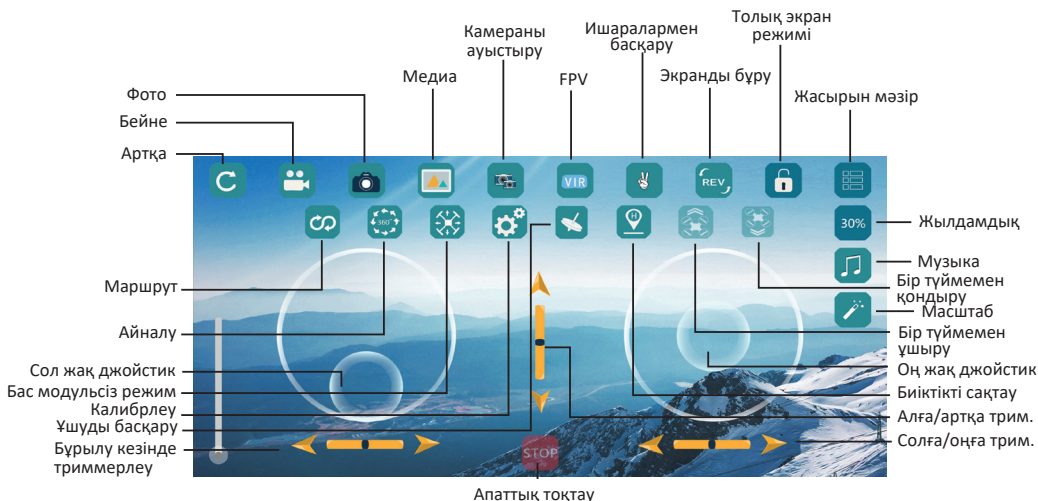 Камераны
ауыстыру
Ишаралармен
басқару
Толық экран
режимі
Медиа
FPV
Экранды бұру
Фото
Жасырын мәзір
Бейне
Артқа
VIR
REV
360°
H
30%
Жылдамдық
Музыка
Маршрут
Бір түймемен
қондыру
Масштаб
Айналу
Бір түймемен
ұшыру
Сол жақ джойстик
Оң жақ джойстик
Бас модульсіз режим
Биіктікті сақтау
Калибрлеу
Алға/артқа трим.
Ұшуды басқару
Солға/оңға трим.
Бұрылу кезінде
триммерлеу
STOP
Апаттық тоқтау